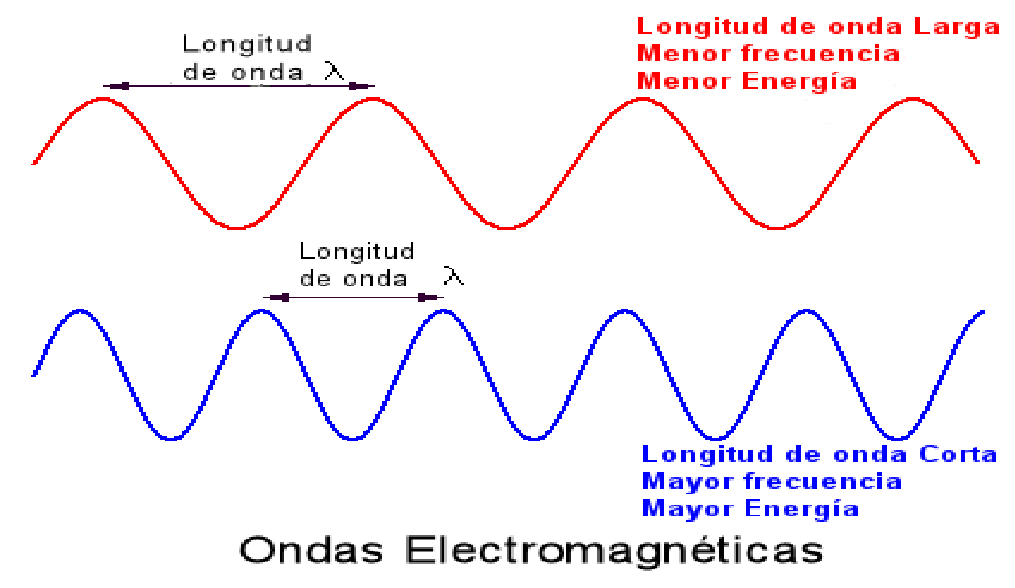 Longitud
de onda λ
Longitud de onda Larga
Menor frecuencia
Menor Energía
Longitud
de onda λ
Longitud de onda Corta
Mayor frecuencia
Mayor Energía
Ondas Electromagnéticas